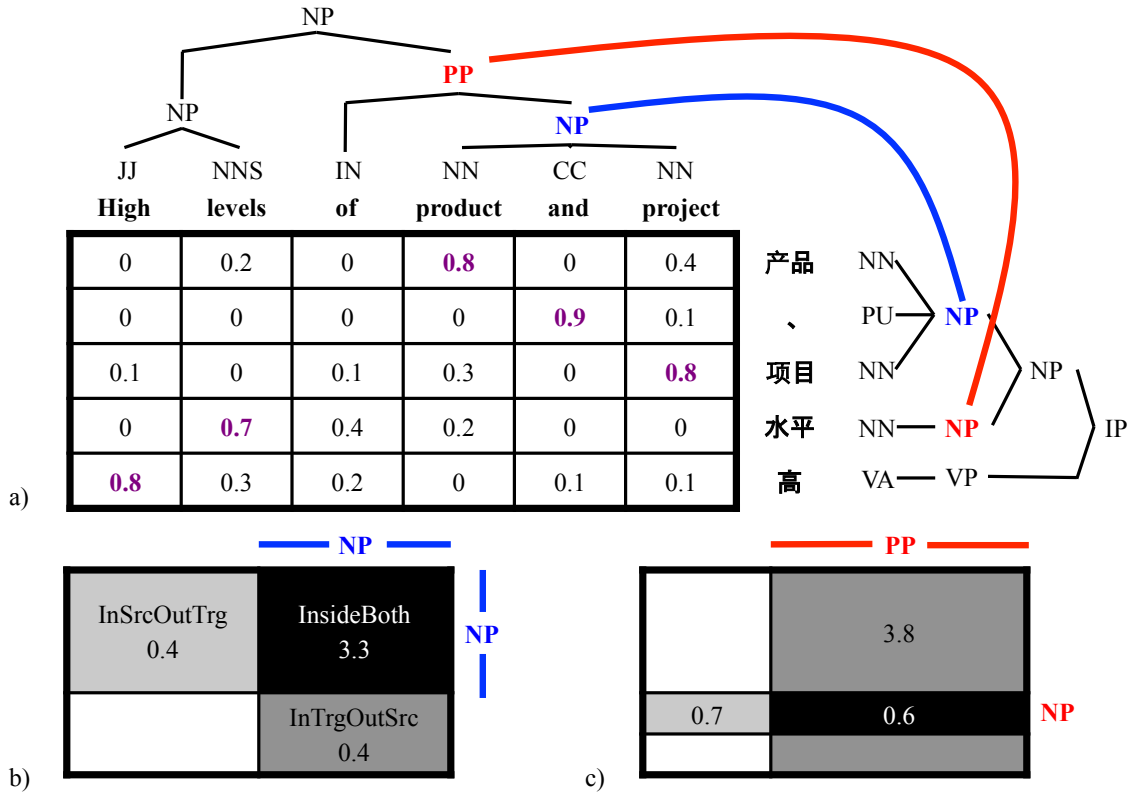 NP
PP
NP
NP
JJ NNS IN NN CC NN
High levels of product and project
0 0.2 0 0.8 0 0.4 产品 NN
0 0 0 0 0.9 0.1 、 PU NP
0.1 0 0.1 0.3 0 0.8 项目 NN NP
0 0.7 0.4 0.2 0 0 水平 NN NP IP
0.8 0.3 0.2 0 0.1 0.1 高 VA VP
a)
NP
InSrcOutTrg InsideBoth
0.4 3.3
NP
InTrgOutSrc
0.4
b)
PP
3.8
0.7 0.6 NP
c)